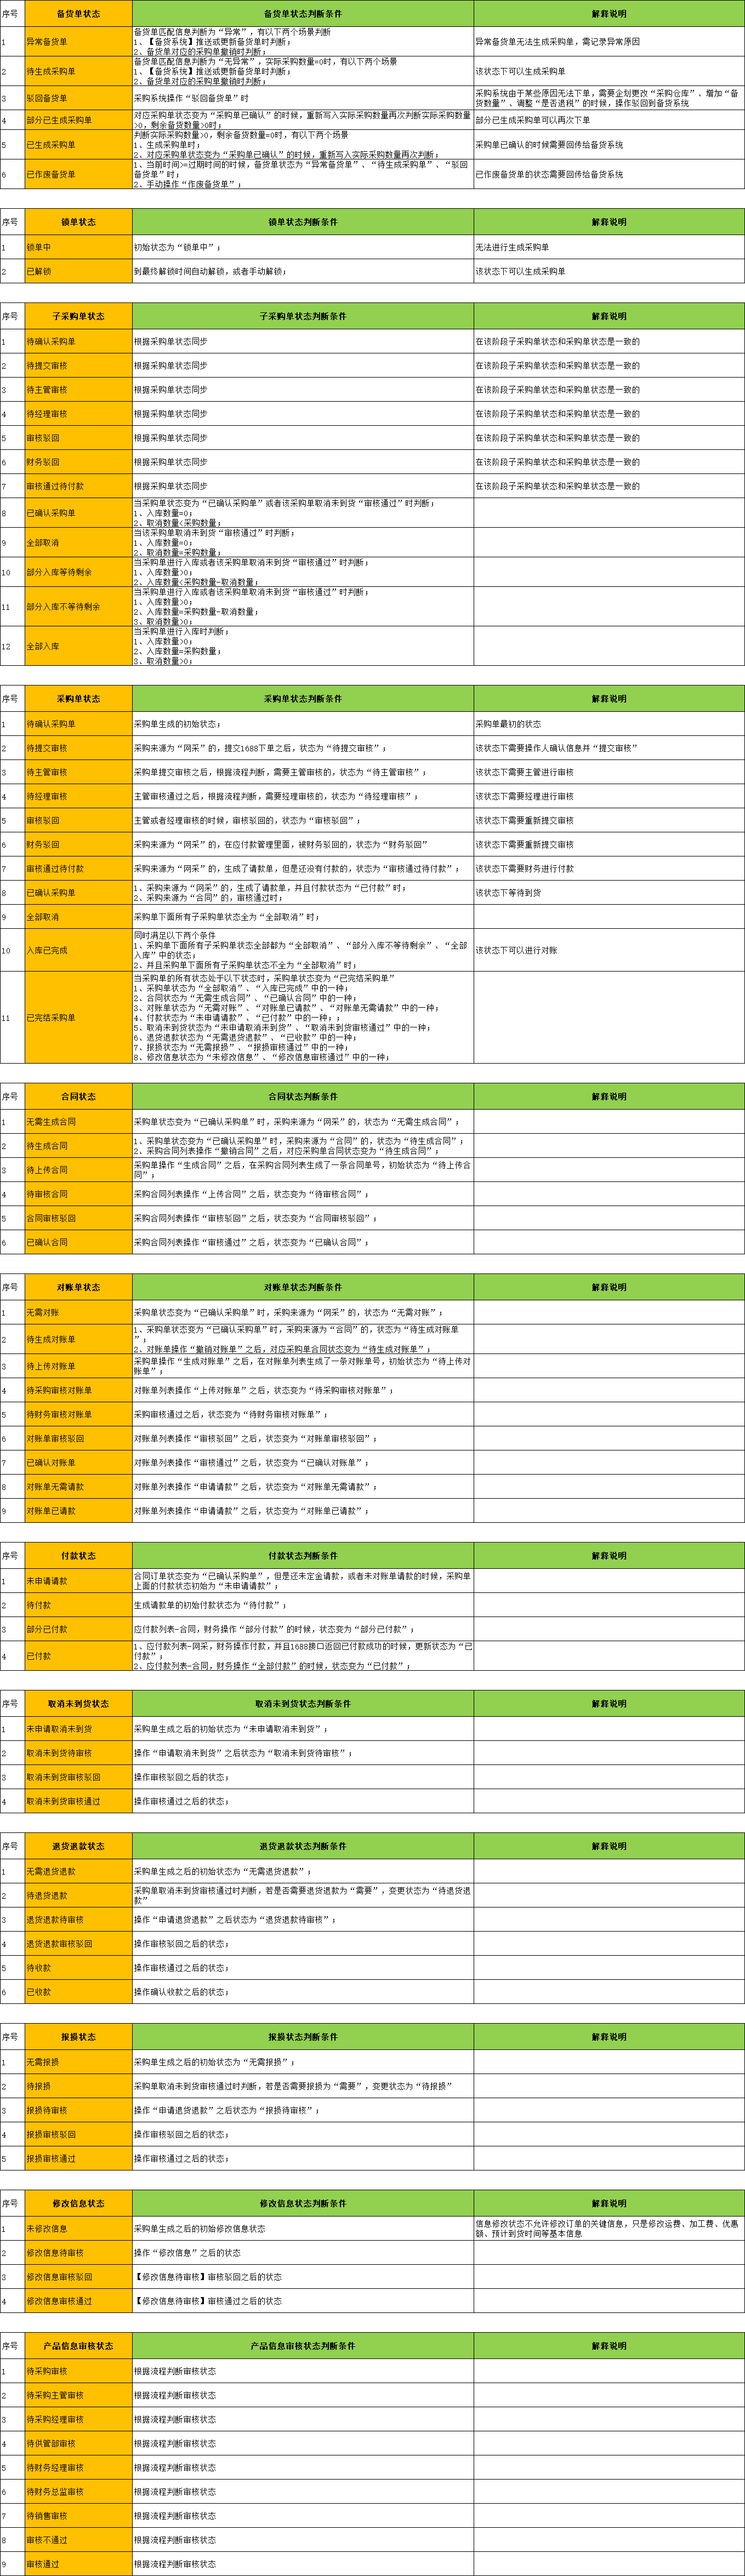 序号 备货单状态 备货单状态判断条件 解释说明
1 异常备货单 备货单匹配信息判断为“异常”，有以下两个场景判断
1、【备货系统】推送或更新备货单时判断；
2、备货单对应的采购单撤销时判断； 异常备货单无法生成采购单，需记录异常原因
2 待生成采购单 备货单匹配信息判断为“无异常”，实际采购数量=0时，有以下两个场景
1、【备货系统】推送或更新备货单时判断；
2、备货单对应的采购单撤销时判断； 该状态下可以生成采购单
3 驳回备货单 采购系统操作“驳回备货单”时 采购系统由于某些原因无法下单，需要企划更改“采购仓库”、增加“备
货数量”、调整“是否退税”的时候，操作驳回到备货系统
4 部分已生成采购单 对应采购单状态变为“采购单已确认”的时候，重新写入实际采购数量再次判断实际采购数量
>0，剩余备货数量>0时； 部分已生成采购单可以再次下单
5 已生成采购单 判断实际采购数量>0，剩余备货数量=0时，有以下两个场景
1、生成采购单时；
2、对应采购单状态变为“采购单已确认”的时候，重新写入实际采购数量再次判断； 采购单已确认的时候需要回传给备货系统
6 已作废备货单 1、当前时间>=过期时间的时候，备货单状态为“异常备货单”、“待生成采购单”、“驳回
备货单”时；
2、手动操作“作废备货单”； 已作废备货单的状态需要回传给备货系统
序号 锁单状态 锁单状态判断条件 解释说明
1 锁单中 初始状态为“锁单中”； 无法进行生成采购单
2 已解锁 到最终解锁时间自动解锁，或者手动解锁； 该状态下可以生成采购单
序号 子采购单状态 子采购单状态判断条件 解释说明
1 待确认采购单 根据采购单状态同步 在该阶段子采购单状态和采购单状态是一致的
2 待提交审核 根据采购单状态同步 在该阶段子采购单状态和采购单状态是一致的
3 待主管审核 根据采购单状态同步 在该阶段子采购单状态和采购单状态是一致的
4 待经理审核 根据采购单状态同步 在该阶段子采购单状态和采购单状态是一致的
5 审核驳回 根据采购单状态同步 在该阶段子采购单状态和采购单状态是一致的
6 财务驳回 根据采购单状态同步 在该阶段子采购单状态和采购单状态是一致的
7 审核通过待付款 根据采购单状态同步 在该阶段子采购单状态和采购单状态是一致的
8 已确认采购单 当采购单状态变为“已确认采购单”或者该采购单取消未到货“审核通过”时判断；
1、入库数量=0；
2、取消数量<采购数量；
9 全部取消 当该采购单取消未到货“审核通过”时判断；
1、入库数量=0；
2、取消数量=采购数量；
10 部分入库等待剩余 当采购单进行入库或者该采购单取消未到货“审核通过”时判断；
1、入库数量>0；
2、入库数量<采购数量-取消数量；
11 部分入库不等待剩余 当采购单进行入库或者该采购单取消未到货“审核通过”时判断；
1、入库数量>0；
2、入库数量=采购数量-取消数量；
3、取消数量>0；
12 全部入库 当采购单进行入库时判断；
1、入库数量>0；
2、入库数量=采购数量；
3、取消数量>0；
序号 采购单状态 采购单状态判断条件 解释说明
1 待确认采购单 采购单生成的初始状态； 采购单最初的状态
2 待提交审核 采购来源为“网采”的，提交1688下单之后，状态为“待提交审核”； 该状态下需要操作人确认信息并“提交审核”
3 待主管审核 采购单提交审核之后，根据流程判断，需要主管审核的，状态为“待主管审核”； 该状态下需要主管进行审核
4 待经理审核 主管审核通过之后，根据流程判断，需要经理审核的，状态为“待经理审核”； 该状态下需要经理进行审核
5 审核驳回 主管或者经理审核的时候，审核驳回的，状态为“审核驳回”； 该状态下需要重新提交审核
6 财务驳回 采购来源为“网采”的，在应付款管理里面，被财务驳回的，状态为“财务驳回” 该状态下需要重新提交审核
7 审核通过待付款 采购来源为“网采”的，生成了请款单，但是还没有付款的，状态为“审核通过待付款”； 该状态下需要财务进行付款
8 已确认采购单 1、采购来源为“网采”的，生成了请款单，并且付款状态为“已付款”时；
2、采购来源为“合同”的，审核通过时； 该状态下等待到货
9 全部取消 采购单下面所有子采购单状态全为“全部取消”时；
10 入库已完成 同时满足以下两个条件
1、采购单下面所有子采购单状态全部都为“全部取消”、“部分入库不等待剩余”、“全部
入库”中的状态；
2、并且采购单下面所有子采购单状态不全为“全部取消”时； 该状态下可以进行对账
11 已完结采购单 当采购单的所有状态处于以下状态时，采购单状态变为“已完结采购单”
1、采购单状态为“全部取消”、“入库已完成”中的一种；
2、合同状态为“无需生成合同”、“已确认合同”中的一种；
3、对账单状态为“无需对账”、“对账单已请款”、“对账单无需请款”中的一种；
4、付款状态为“未申请请款”、“已付款”中的一种；；
5、取消未到货状态为“未申请取消未到货”、“取消未到货审核通过”中的一种；
6、退货退款状态为“无需退货退款”、“已收款”中的一种；
7、报损状态为“无需报损”、“报损审核通过”中的一种；
8、修改信息状态为“未修改信息”、“修改信息审核通过”中的一种；
序号 合同状态 合同状态判断条件 解释说明
1 无需生成合同 采购单状态变为“已确认采购单”时，采购来源为“网采”的，状态为“无需生成合同”；
2 待生成合同 1、采购单状态变为“已确认采购单”时，采购来源为“合同”的，状态为“待生成合同”；
2、采购合同列表操作“撤销合同”之后，对应采购单合同状态变为“待生成合同”；
3 待上传合同 采购单操作“生成合同”之后，在采购合同列表生成了一条合同单号，初始状态为“待上传合
同”；
4 待审核合同 采购合同列表操作“上传合同”之后，状态变为“待审核合同”；
5 合同审核驳回 采购合同列表操作“审核驳回”之后，状态变为“合同审核驳回”；
6 已确认合同 采购合同列表操作“审核通过”之后，状态变为“已确认合同”；
序号 对账单状态 对账单状态判断条件 解释说明
1 无需对账 采购单状态变为“已确认采购单”时，采购来源为“网采”的，状态为“无需对账”；
2 待生成对账单 1、采购单状态变为“已确认采购单”时，采购来源为“合同”的，状态为“待生成对账单
”；
2、对账单操作“撤销对账单”之后，对应采购单合同状态变为“待生成对账单”；
3 待上传对账单 采购单操作“生成对账单”之后，在对账单列表生成了一条对账单号，初始状态为“待上传对
账单”；
4 待采购审核对账单 对账单列表操作“上传对账单”之后，状态变为“待采购审核对账单”；
5 待财务审核对账单 采购审核通过之后，状态变为“待财务审核对账单”；
6 对账单审核驳回 对账单列表操作“审核驳回”之后，状态变为“对账单审核驳回”；
7 已确认对账单 对账单列表操作“审核通过”之后，状态变为“已确认对账单”；
8 对账单无需请款 对账单列表操作“申请请款”之后，状态变为“对账单无需请款”；
9 对账单已请款 对账单列表操作“申请请款”之后，状态变为“对账单已请款”；
序号 付款状态 付款状态判断条件 解释说明
1 未申请请款 合同订单状态变为“已确认采购单”，但是还未定金请款，或者未对账单请款的时候，采购单
上面的付款状态初始为“未申请请款”；
2 待付款 生成请款单的初始付款状态为“待付款”；
3 部分已付款 应付款列表-合同，财务操作“部分付款”的时候，状态变为“部分已付款”；
4 已付款 1、应付款列表-网采，财务操作付款，并且1688接口返回已付款成功的时候，更新状态为“已
付款”；
2、应付款列表-合同，财务操作“全部付款”的时候，状态变为“已付款”；
序号 取消未到货状态 取消未到货状态判断条件 解释说明
1 未申请取消未到货 采购单生成之后的初始状态为“未申请取消未到货”；
2 取消未到货待审核 操作“申请取消未到货”之后状态为“取消未到货待审核”；
3 取消未到货审核驳回 操作审核驳回之后的状态；
4 取消未到货审核通过 操作审核通过之后的状态；
序号 退货退款状态 退货退款状态判断条件 解释说明
1 无需退货退款 采购单生成之后的初始状态为“无需退货退款”；
2 待退货退款 采购单取消未到货审核通过时判断，若是否需要退货退款为“需要”，变更状态为“待退货退
款”
3 退货退款待审核 操作“申请退货退款”之后状态为“退货退款待审核”；
4 退货退款审核驳回 操作审核驳回之后的状态；
5 待收款 操作审核通过之后的状态；
6 已收款 操作确认收款之后的状态；
序号 报损状态 报损状态判断条件 解释说明
1 无需报损 采购单生成之后的初始状态为“无需报损”；
2 待报损 采购单取消未到货审核通过时判断，若是否需要报损为“需要”，变更状态为“待报损”
3 报损待审核 操作“申请退货退款”之后状态为“报损待审核”；
4 报损审核驳回 操作审核驳回之后的状态；
5 报损审核通过 操作审核通过之后的状态；
序号 修改信息状态 修改信息状态判断条件 解释说明
1 未修改信息 采购单生成之后的初始修改信息状态 信息修改状态不允许修改订单的关键信息，只是修改运费、加工费、优惠
额、预计到货时间等基本信息
2 修改信息待审核 操作“修改信息”之后的状态
3 修改信息审核驳回 【修改信息待审核】审核驳回之后的状态
4 修改信息审核通过 【修改信息待审核】审核通过之后的状态
序号 产品信息审核状态 产品信息审核状态判断条件 解释说明
1 待采购审核 根据流程判断审核状态
2 待采购主管审核 根据流程判断审核状态
3 待采购经理审核 根据流程判断审核状态
4 待供管部审核 根据流程判断审核状态
5 待财务经理审核 根据流程判断审核状态
6 待财务总监审核 根据流程判断审核状态
7 待销售审核 根据流程判断审核状态
8 审核不通过 根据流程判断审核状态
9 审核通过 根据流程判断审核状态